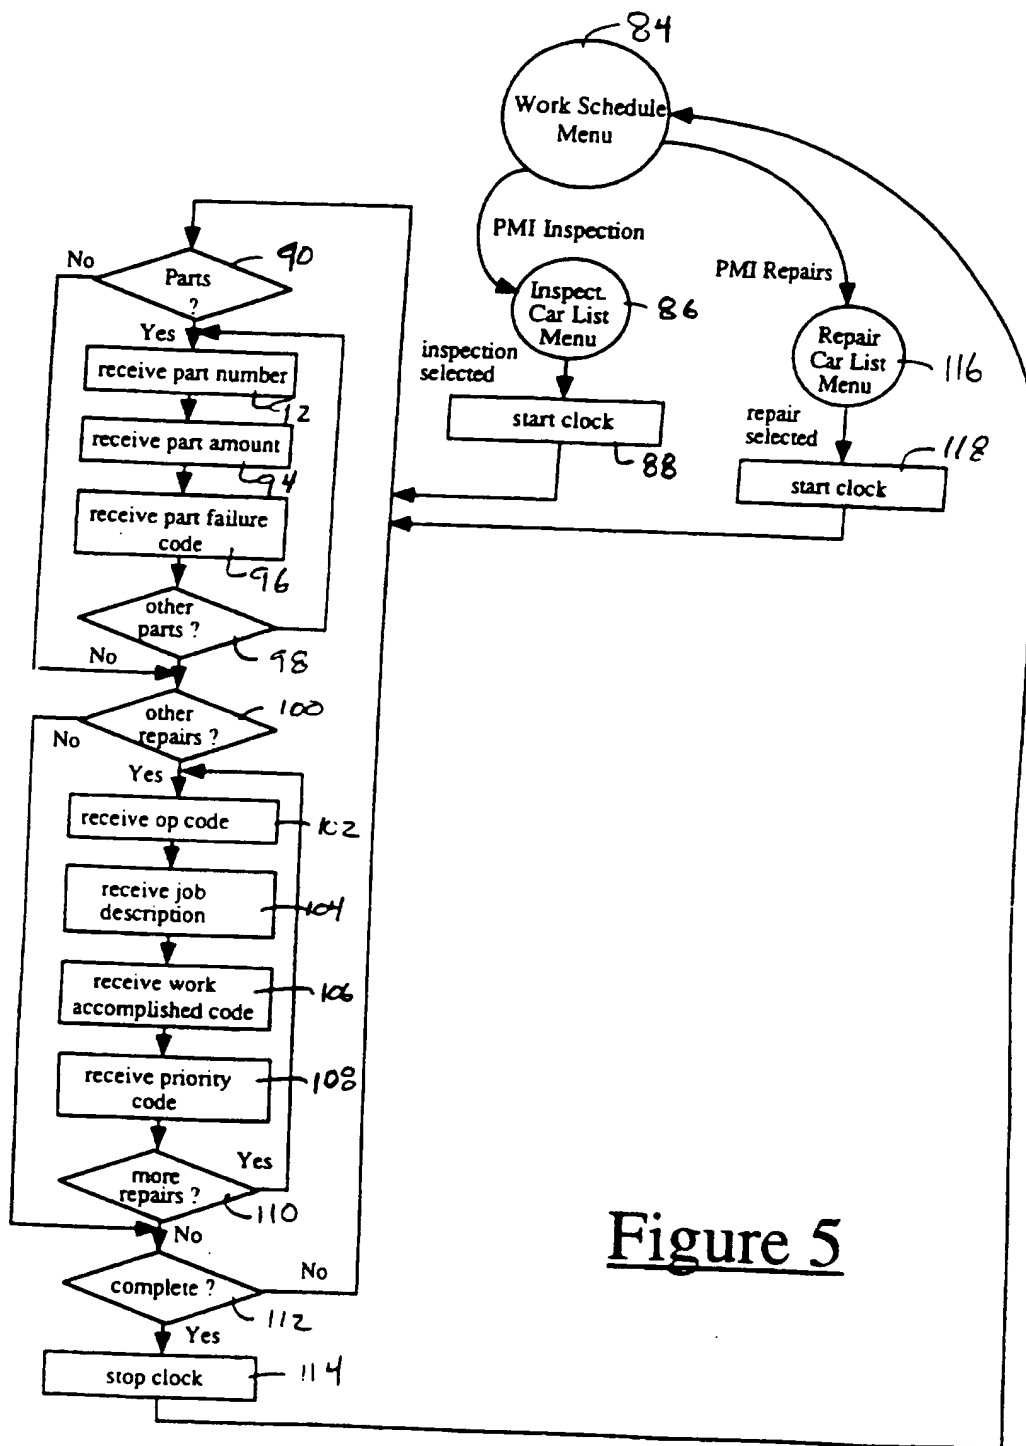 84
Work Schedule
Menu
PMI Inspection
PMI Repairs
Inspect.
Car List
Menu
86
inspection
selected
start clock
88
Repair
Car List
Menu
116
repair
selected
118
start clock
No
90
Parts
?
Yes
receive part number
12
receive part amount
94
receive part failure
code
96
other
parts ?
98
No
100
other
repairs ?
No
Yes
receive op code
102
receive job
description
104
receive work
accomplished code
106
receive priority
code
108
more
repairs ?
Yes
110
No
complete ?
No
112
Yes
stop clock
114
Figure 5